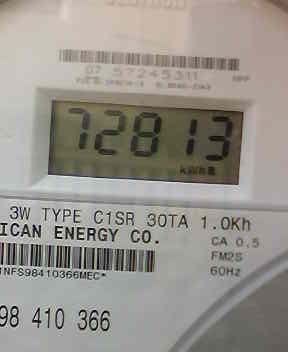 07 57245311
72813
kWh
3W TYPE C1SR 30TA 1.0Kh
ICAN ENERGY CO.
CA 0.5
FM2S
60Hz
1NFS98410366MEC*
98 410 366